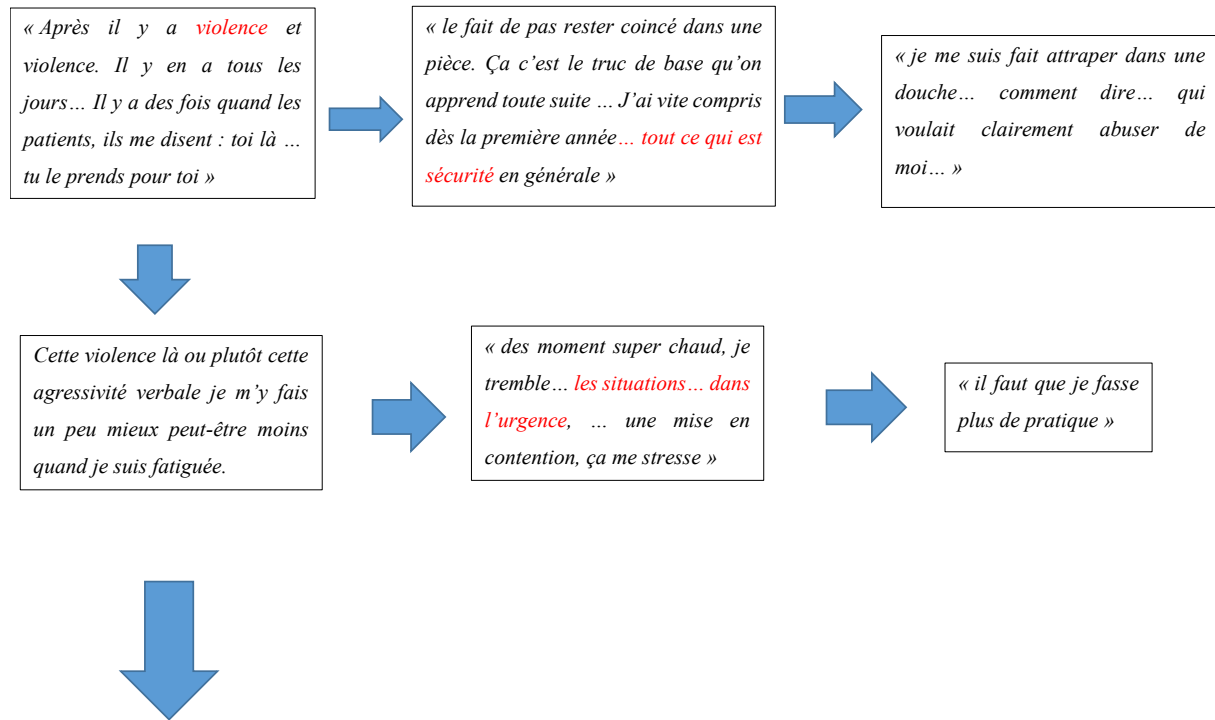 « Après il y a violence et
violence. Il y en a tous les
jours… Il y a des fois quand les
patients, ils me disent : toi là …
tu le prends pour toi »
« le fait de pas rester coincé dans une
pièce. Ça c’est le truc de base qu’on
apprend toute suite … J’ai vite compris
dès la première année… tout ce qui est
sécurité en générale »
« je me suis fait attraper dans une
douche… comment dire… qui
voulait clairement abuser de
moi… »
Cette violence là ou plutôt cette
agressivité verbale je m’y fais
un peu mieux peut-être moins
quand je suis fatiguée.
« des moment super chaud, je
tremble… les situations… dans
l’urgence, … une mise en
contention, ça me stresse »
« il faut que je fasse
plus de pratique »